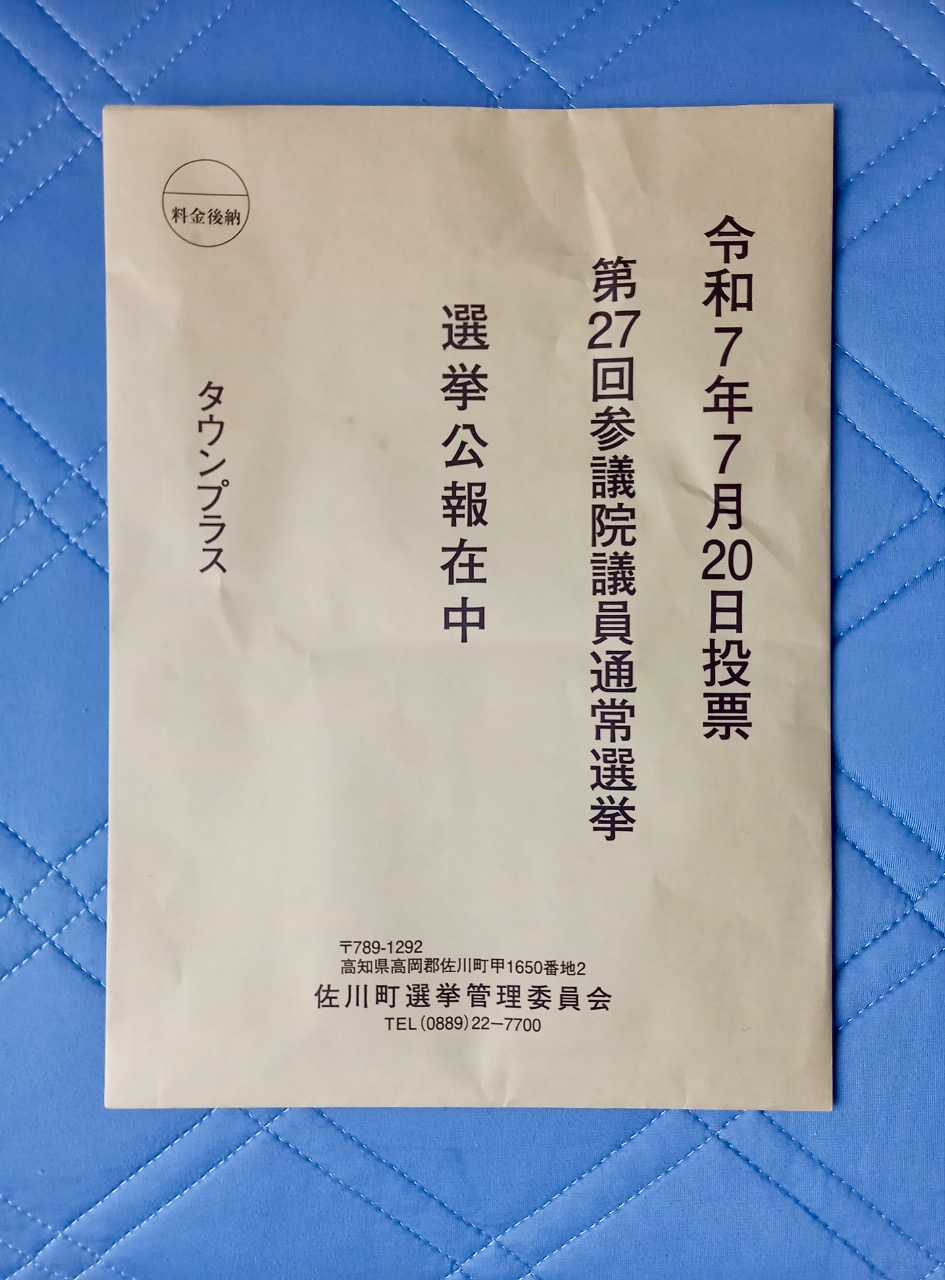 令和7年7月20日投票
第27回参議院議員通常選挙
選挙公報在中
料金後納
タウンプラス
〒789-1292
高知県高岡郡佐川町甲1650番地2
佐川町選挙管理委員会
TEL(0889)22-7700